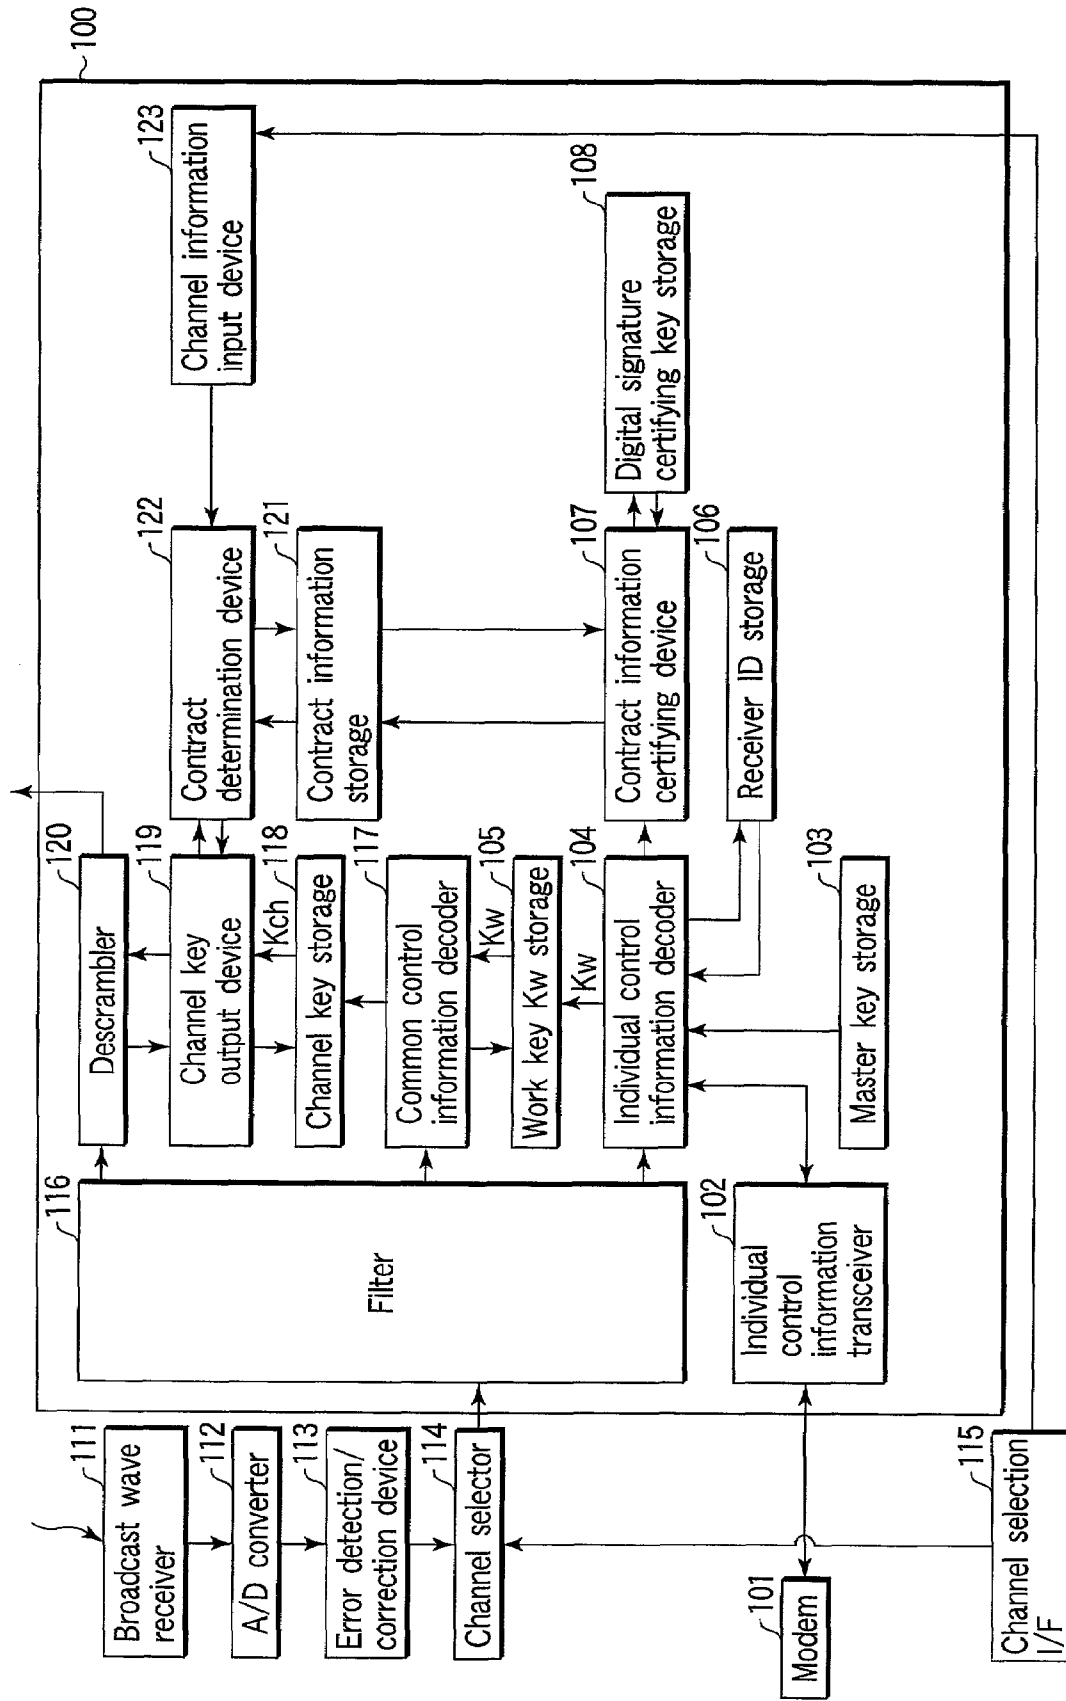 100
111
Broadcast wave
receiver
112
A/D converter
113
Error detection/
correction device
114
Channel selector
101
Modem
115
Channel selection
I/F
116
Filter
102
Individual
control
information
transceiver
120
Descrambler
119
Channel key
output device
Kch
118
Channel key storage
117
Common control
information decoder
Kw
105
Work key Kw storage
Kw
104
Individual control
information decoder
103
Master key storage
122
Contract
determination device
121
Contract information
storage
107
Contract information
certifying device
106
Receiver ID storage
123
Channel information
input device
108
Digital signature
certifying key storage